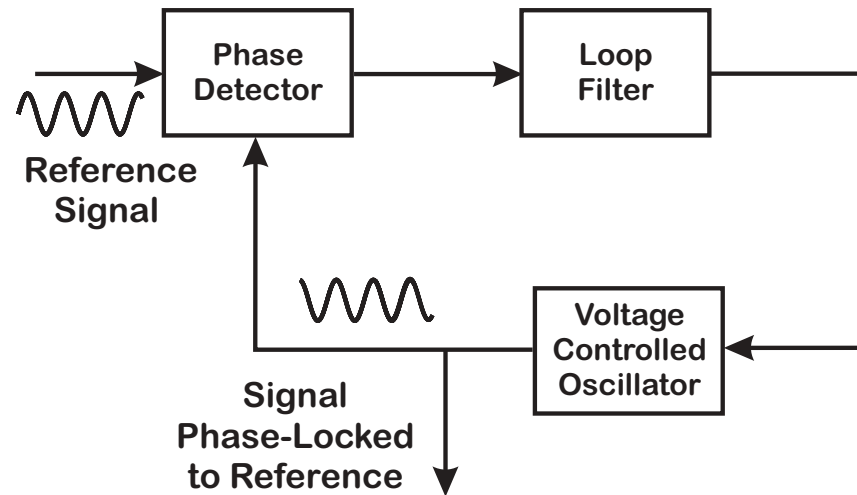 Phase
Detector
Loop
Filter
Reference
Signal
Voltage
Controlled
Oscillator
Signal
Phase-Locked
to Reference